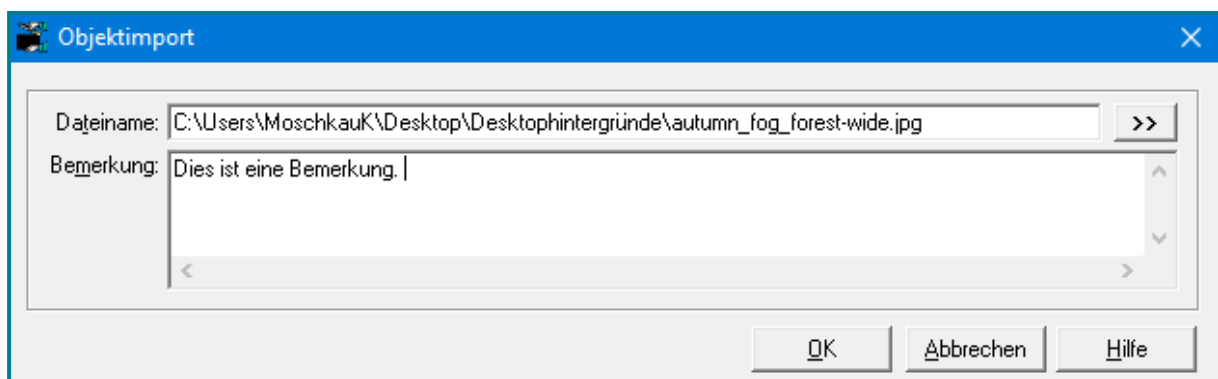 Objektimport
Dateiname: C:\Users\MoschkauK\Desktop\Desktophintergründe\autumn_fog_forest-wide.jpg >>
Bemerkung: Dies ist eine Bemerkung.
OK Abbrechen Hilfe